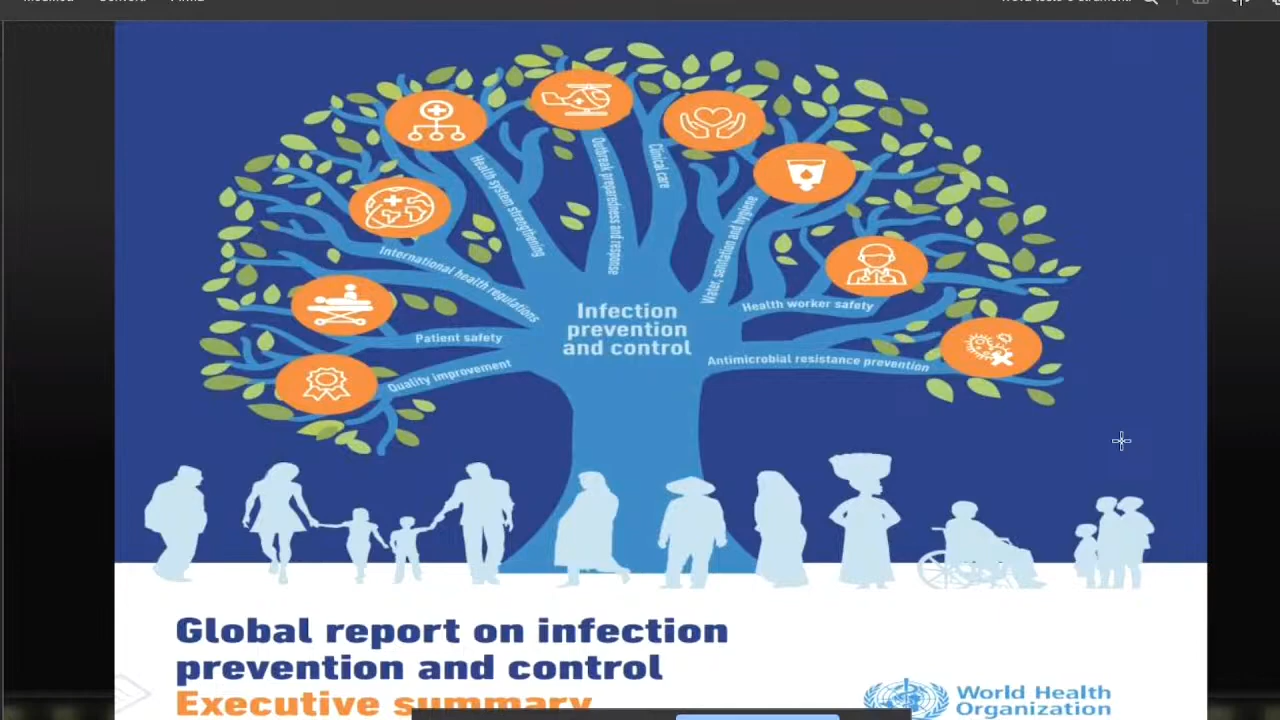 Health system strengthening
Outbreak preparedness and response
Clinical care
Water, sanitation and hygiene
International health regulations
Health worker safety
Patient safety
Antimicrobial resistance prevention
Quality improvement
Infection
prevention
and control
Global report on infection
prevention and control
Executive summary
World Health
Organization